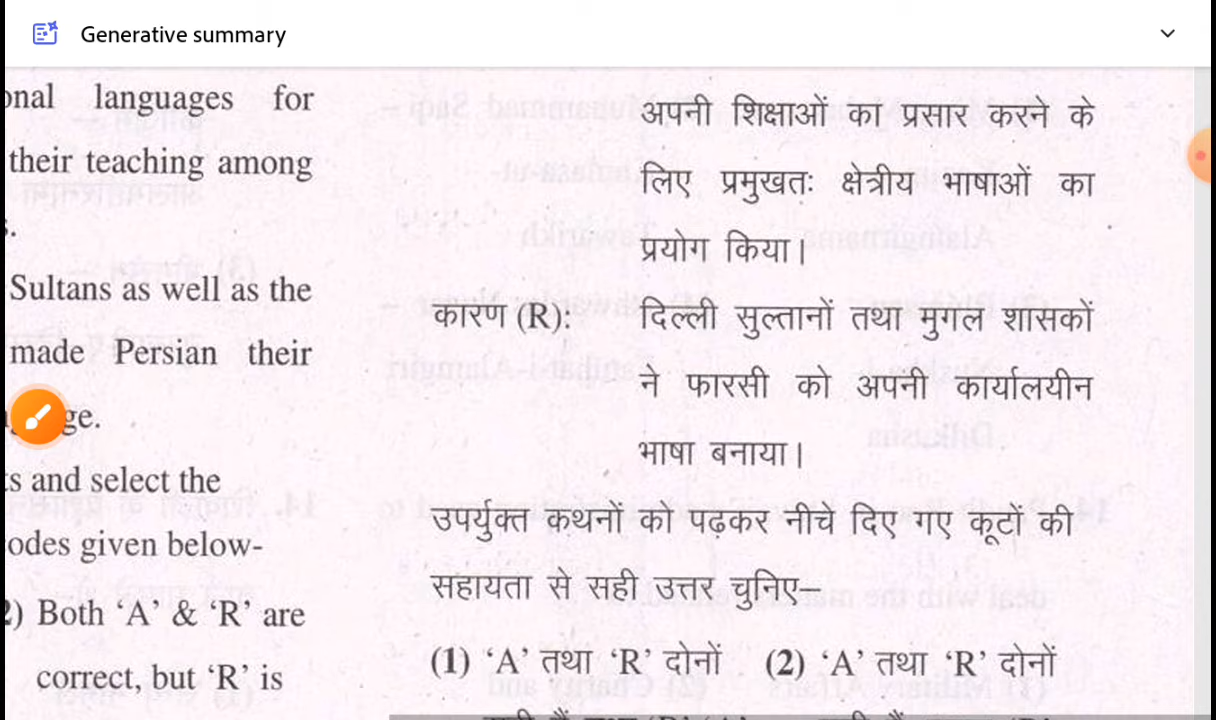 Generative summary
languages for
their teaching among
Sultans as well as the
made Persian their
ge.
s and select the
odes given below-
2) Both ‘A’ & ‘R’ are
correct, but ‘R’ is
अपनी शिक्षाओं का प्रसार करने के
लिए प्रमुखतः क्षेत्रीय भाषाओं का
प्रयोग किया।
कारण (R): दिल्ली सुल्तानों तथा मुगल शासकों
ने फारसी को अपनी कार्यालयीन
भाषा बनाया।
उपर्युक्त कथनों को पढ़कर नीचे दिए गए कूटों की
सहायता से सही उत्तर चुनिए–
(1) ‘A’ तथा ‘R’ दोनों (2) ‘A’ तथा ‘R’ दोनों